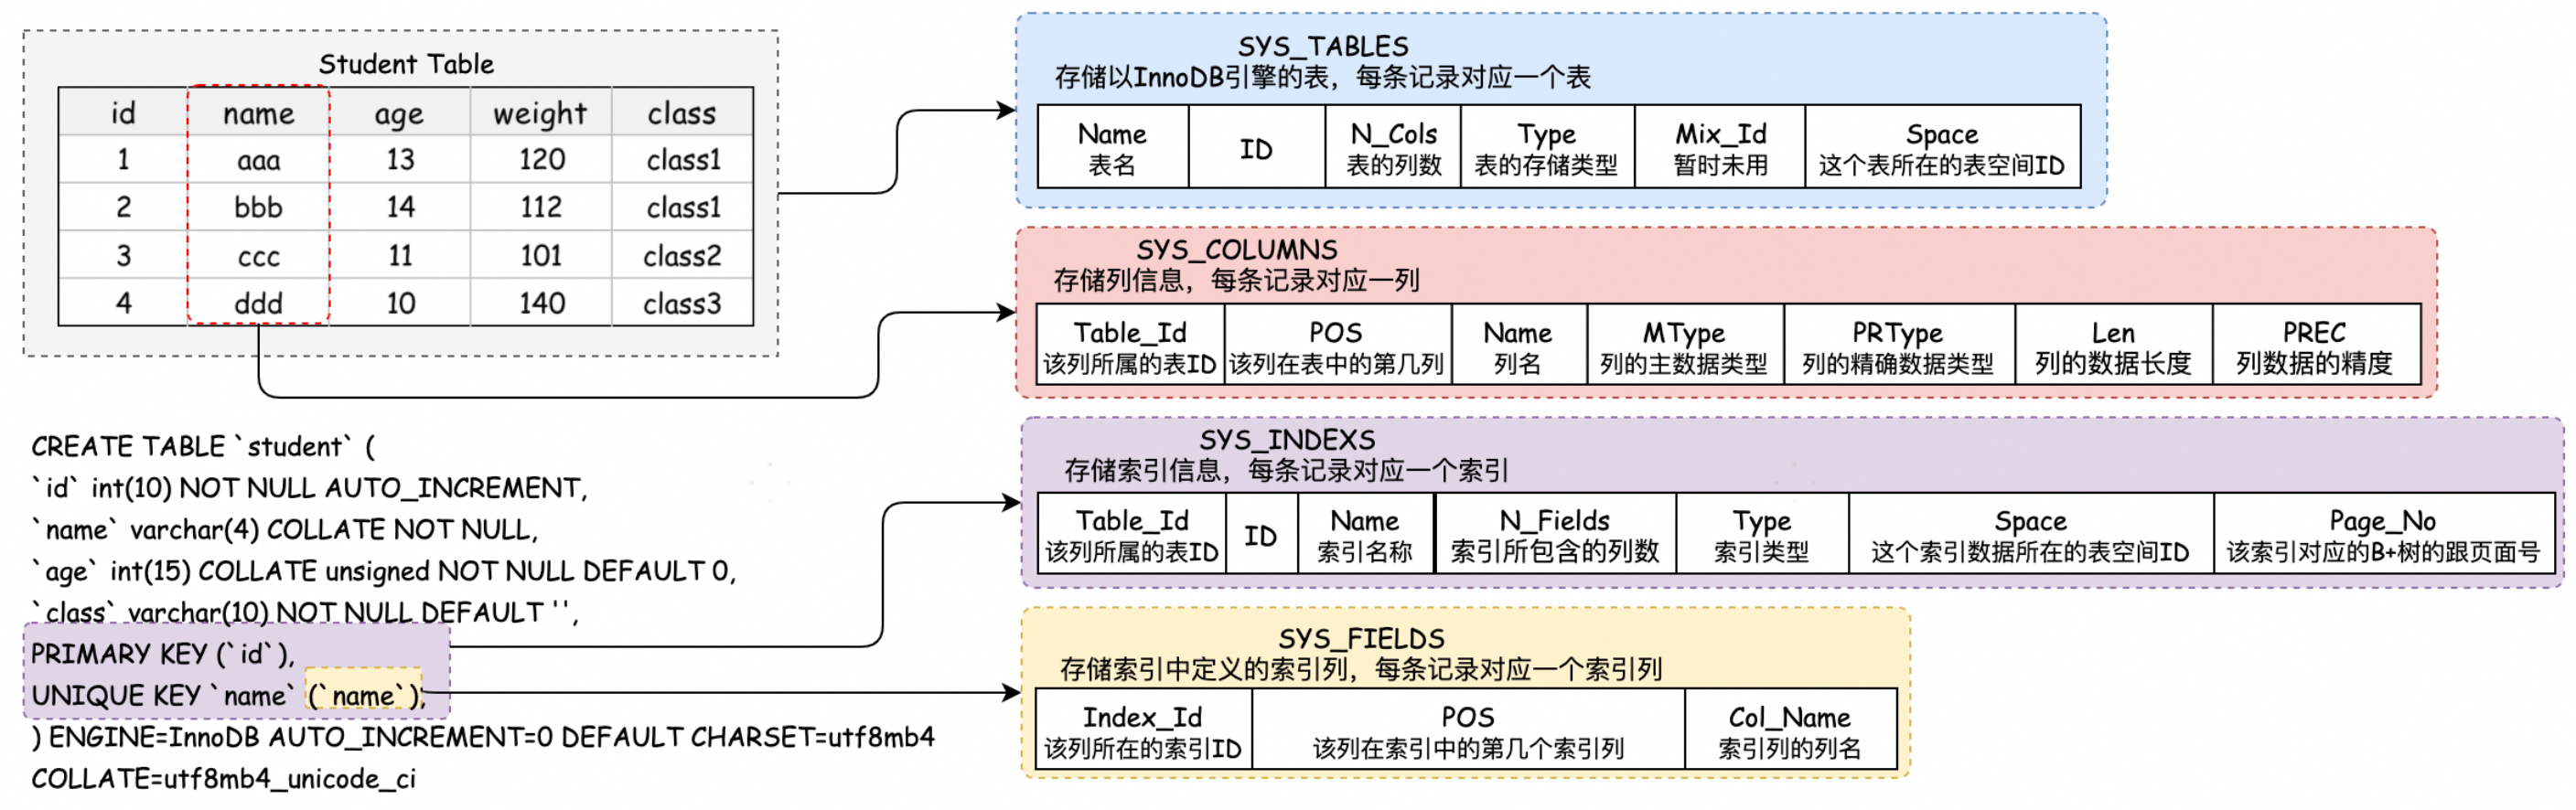 Student Table
id name age weight class
1 aaa 13 120 class1
2 bbb 14 112 class1
3 ccc 11 101 class2
4 ddd 10 140 class3
CREATE TABLE `student` (
`id` int(10) NOT NULL AUTO_INCREMENT,
`name` varchar(4) COLLATE NOT NULL,
`age` int(15) COLLATE unsigned NOT NULL DEFAULT 0,
`class` varchar(10) NOT NULL DEFAULT '',
PRIMARY KEY (`id`),
UNIQUE KEY `name` (`name`),
) ENGINE=InnoDB AUTO_INCREMENT=0 DEFAULT CHARSET=utf8mb4
COLLATE=utf8mb4_unicode_ci
SYS_TABLES
存储以InnoDB引擎的表，每条记录对应一个表
Name ID N_Cols Type Mix_Id Space
表名 表的列数 表的存储类型 暂时未用 这个表所在的表空间ID
SYS_COLUMNS
存储列信息，每条记录对应一列
Table_Id POS Name MType PRType Len PREC
该列所属的表ID 该列在表中的第几列 列名 列的主数据类型 列的精确数据类型 列的数据长度 列数据的精度
SYS_INDEXS
存储索引信息，每条记录对应一个索引
Table_Id ID Name N_Fields Type Space Page_No
该列所属的表ID 索引名称 索引所包含的列数 索引类型 这个索引数据所在的表空间ID 该索引对应的B+树的跟页面号
SYS_FIELDS
存储索引中定义的索引列，每条记录对应一个索引列
Index_Id POS Col_Name
该列所在的索引ID 该列在索引中的第几个索引列 索引列的列名